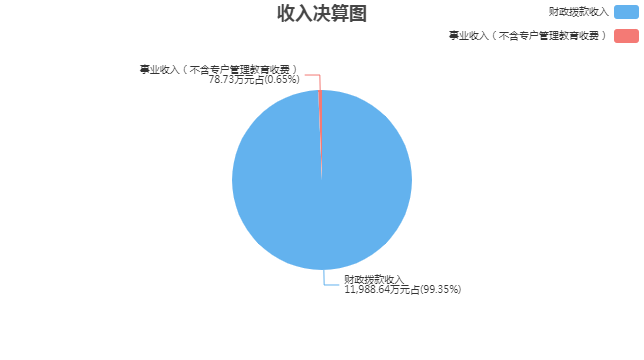 收入决算图
财政拨款收入
事业收入（不含专户管理教育收费）
事业收入（不含专户管理教育收费）
78.73万元占(0.65%)
财政拨款收入
11,988.64万元占(99.35%)